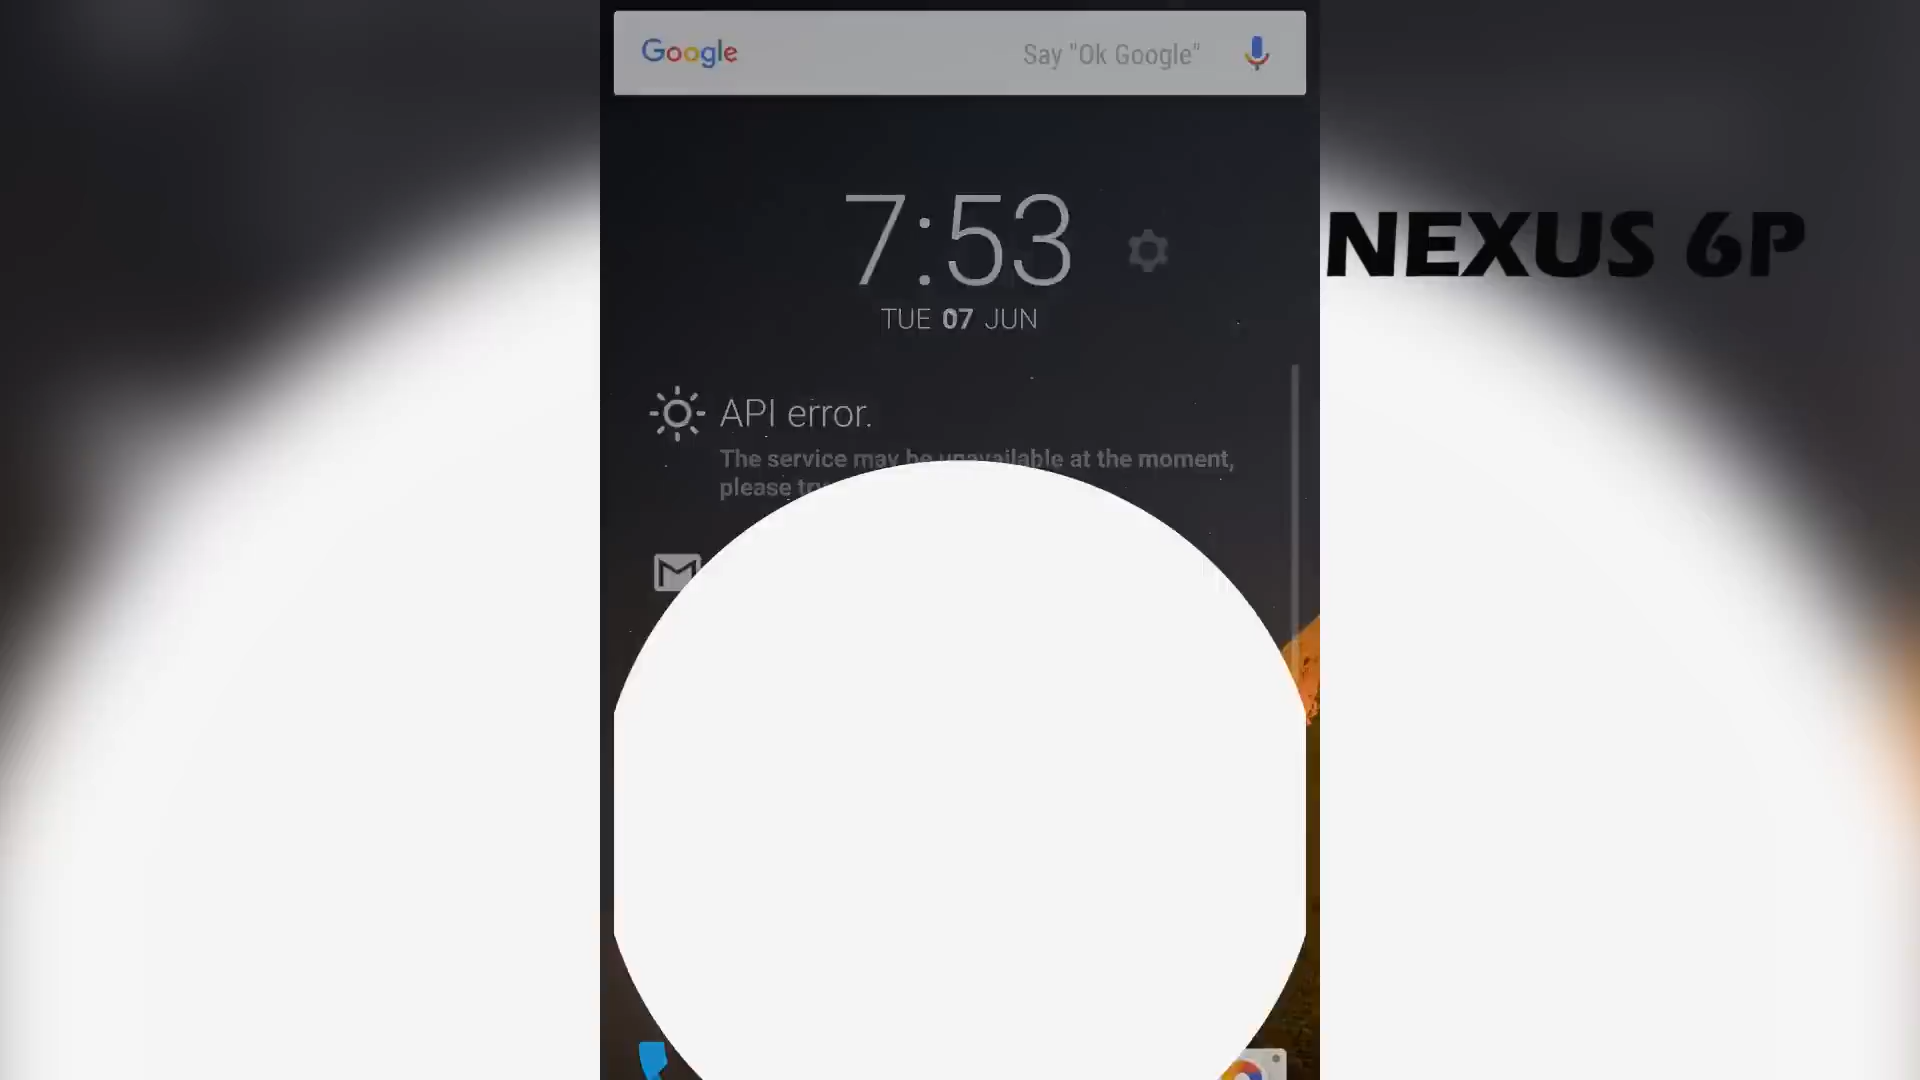 Google Say "Ok Google"
7:53
NEXUS 6P
TUE 07 JUN
API error.
The service may be unavailable at the moment,
please